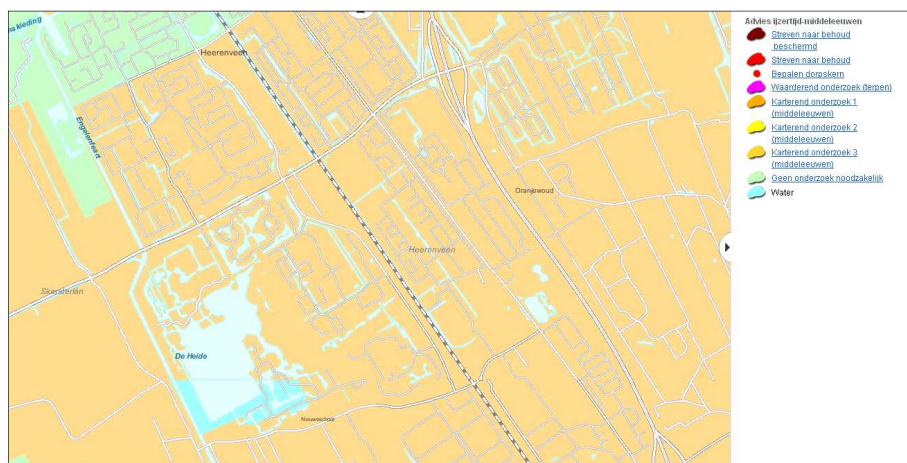 Heerenveen
Engelenfaart
Oranjewoud
Heerenveen
Skarsterlân
De Heide
Nieuweschoot
Advies ijzertijd-middeleeuwen
Streven naar behoud
beschermd
Streven naar behoud
Bepalen dorpskern
Waarderend onderzoek (terpen)
Karterend onderzoek 1
(middeleeuwen)
Karterend onderzoek 2
(middeleeuwen)
Karterend onderzoek 3
(middeleeuwen)
Geen onderzoek noodzakelijk
Water